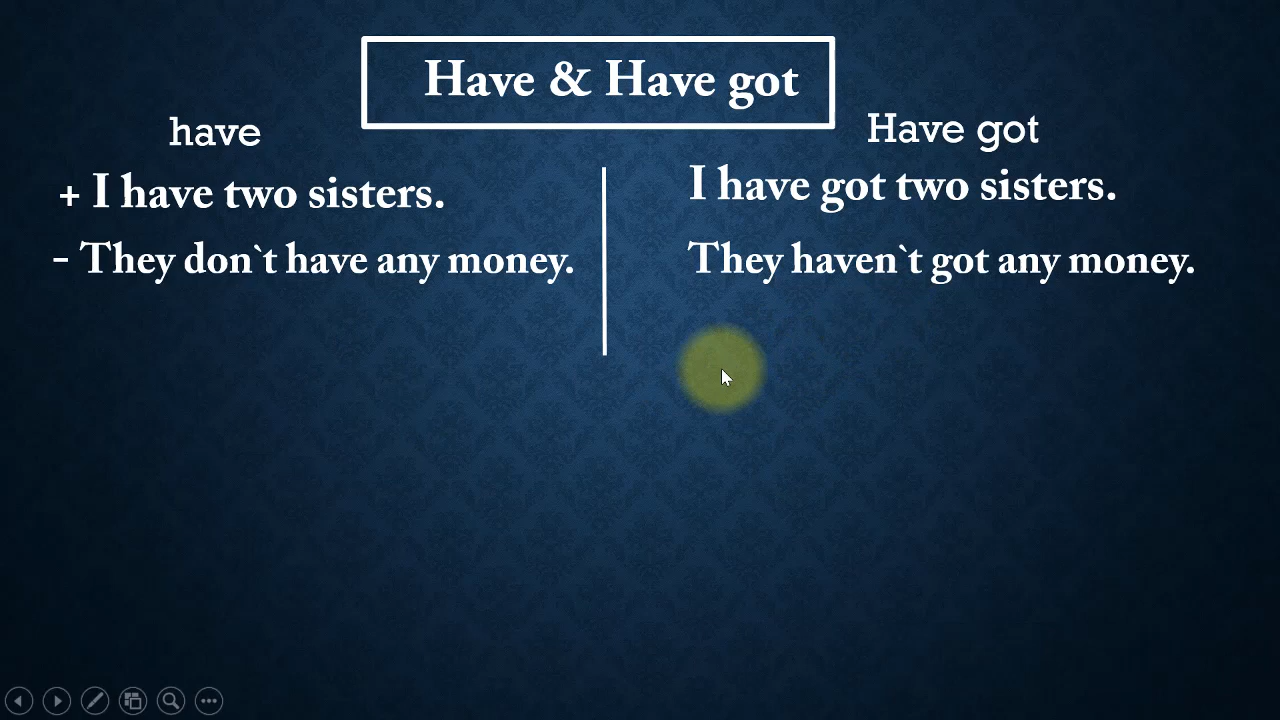 Have & Have got
have
Have got
+ I have two sisters.
I have got two sisters.
- They don`t have any money.
They haven`t got any money.